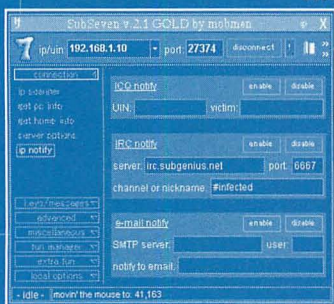 SubSeven v.2.1 GOLD by mobman
ip/uin: 192.168.1.10 port: 27374 disconnect
connection
ip scanner
get pc info
get home info
server options
ip notify
keys/messages
advanced
miscellaneous
fun manager
extra fun
local options
ICQ notify enable disable
UIN: victim:
IRC notify enable disable
server: irc.subgenius.net port: 6667
channel or nickname: #infected
e-mail notify enable disable
SMTP server: user:
notify to email:
- idle - movin' the mouse to: 41,163